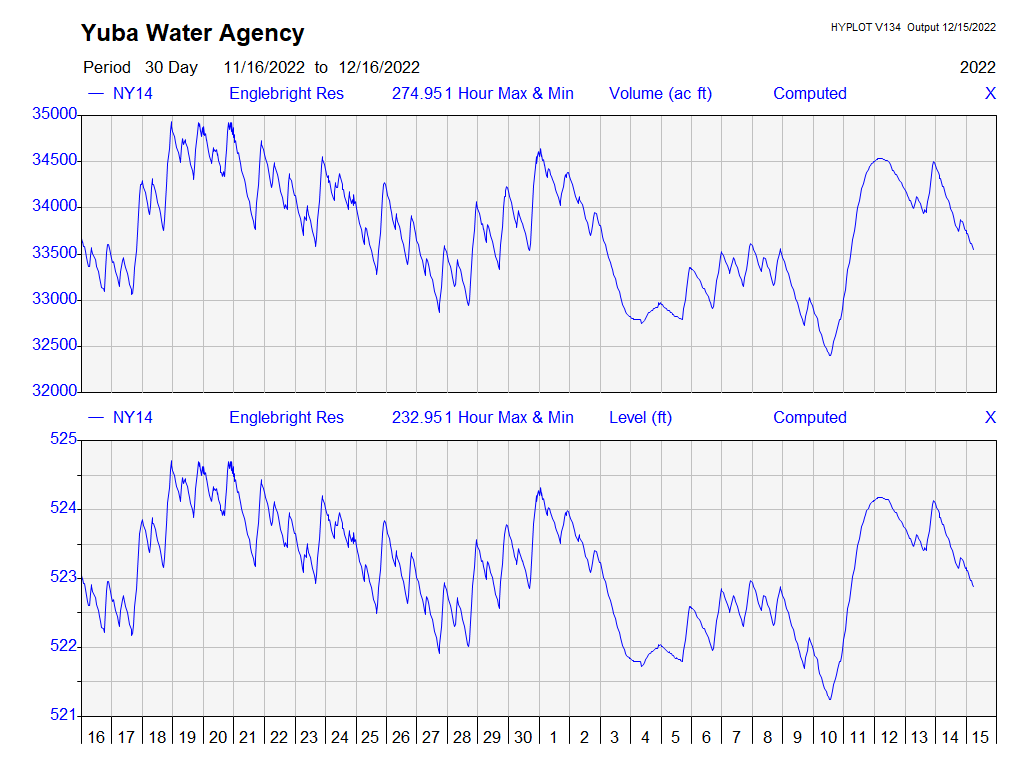 Yuba Water Agency
HYPLOT V134 Output 12/15/2022
Period 30 Day 11/16/2022 to 12/16/2022 2022
NY14 Englebright Res 274.951 Hour Max & Min Volume (ac ft) Computed X
35000
34500
34000
33500
33000
32500
32000
NY14 Englebright Res 232.951 Hour Max & Min Level (ft) Computed X
525
524
523
522
521
16 17 18 19 20 21 22 23 24 25 26 27 28 29 30 1 2 3 4 5 6 7 8 9 10 11 12 13 14 15